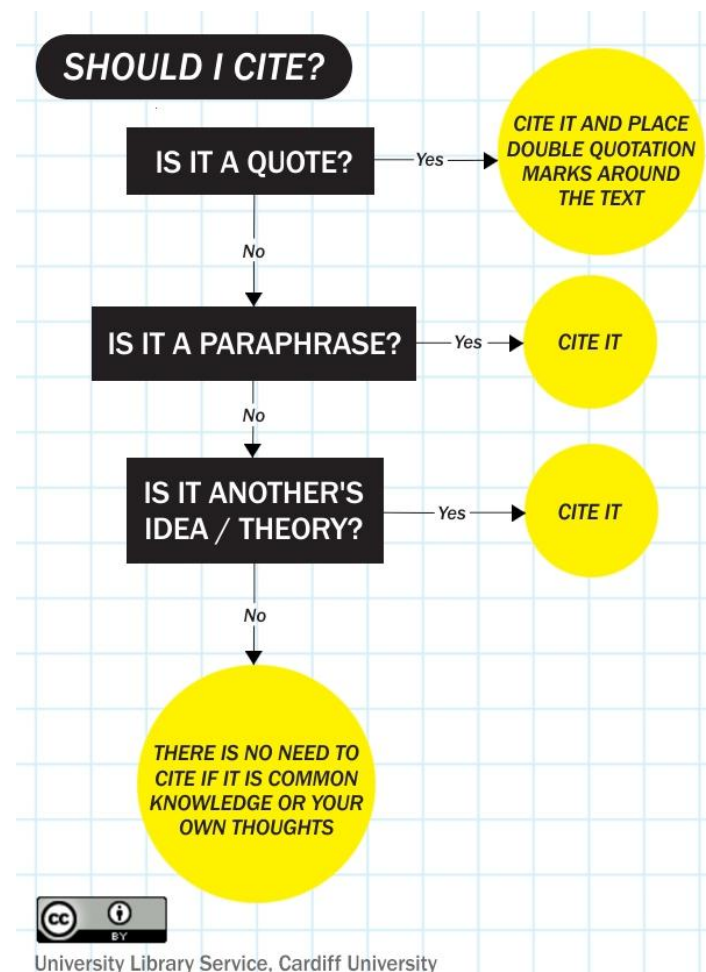 SHOULD I CITE?
IS IT A QUOTE?
Yes
CITE IT AND PLACE
DOUBLE QUOTATION
MARKS AROUND
THE TEXT
No
IS IT A PARAPHRASE?
Yes
CITE IT
No
IS IT ANOTHER'S
IDEA / THEORY?
Yes
CITE IT
No
THERE IS NO NEED TO
CITE IF IT IS COMMON
KNOWLEDGE OR YOUR
OWN THOUGHTS
cc
BY
University Library Service, Cardiff University